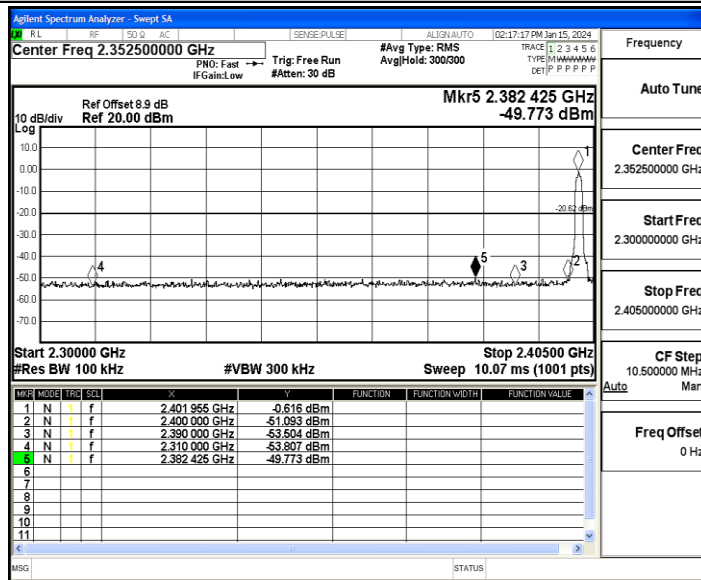 Agilent Spectrum Analyzer - Swept SA
RL RF 50 Ω AC SENSE:PULSE ALIGN AUTO 02:17:17 PM Jan 15, 2024
Center Freq 2.352500000 GHz
PNO: Fast
IFGain:Low
Trig: Free Run
#Atten: 30 dB
#Avg Type: RMS
Avg|Hold: 300/300
TRACE 1 2 3 4 5 6
TYPE M WWWWW
DET P P P P P P
Ref Offset 8.9 dB
Ref 20.00 dBm
10 dB/div
Log
Mkr5 2.382 425 GHz
-49.773 dBm
10.0
0.00
-10.0
-20.0
-30.0
-40.0
-50.0
-60.0
-70.0
-20.62 dBm
1
2
3
4
5
Start 2.30000 GHz
Stop 2.40500 GHz
#Res BW 100 kHz
#VBW 300 kHz
Sweep 10.07 ms (1001 pts)
MKR MODE TRC SCL X Y FUNCTION FUNCTION WIDTH FUNCTION VALUE
1 N 1 f 2.401 955 GHz -0.616 dBm
2 N 1 f 2.400 000 GHz -51.093 dBm
3 N 1 f 2.390 000 GHz -53.504 dBm
4 N 1 f 2.310 000 GHz -53.807 dBm
5 N 1 f 2.382 425 GHz -49.773 dBm
6
7
8
9
10
11
MSG
STATUS
Frequency
Auto Tune
Center Freq
2.352500000 GHz
Start Freq
2.300000000 GHz
Stop Freq
2.405000000 GHz
CF Step
10.500000 MHz
Auto Man
Freq Offset
0 Hz